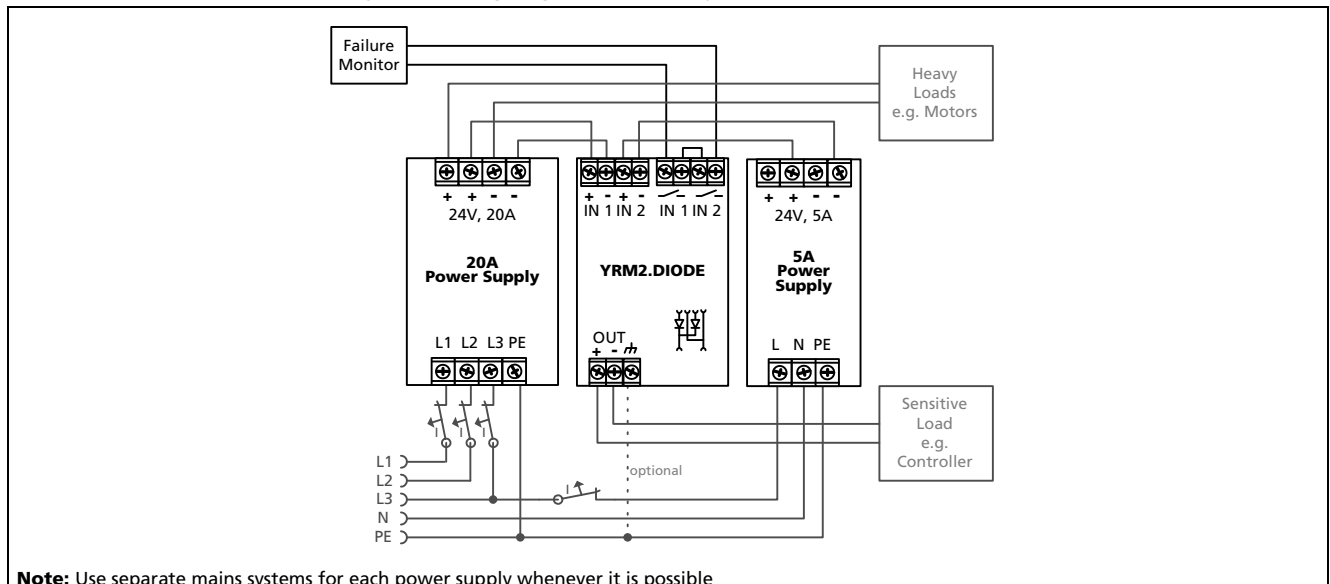 Failure
Monitor
Heavy
Loads
e.g. Motors
+ + - -
24V, 20A
20A
Power Supply
L1 L2 L3 PE
+ - + -
IN 1 IN 2 IN 1 IN 2
YRM2.DIODE
OUT
+ -
+ + - -
24V, 5A
5A
Power
Supply
L N PE
I I I
Sensitive
Load
e.g.
Controller
optional
I
L1
L2
L3
N
PE
Note: Use separate mains systems for each power supply whenever it is possible